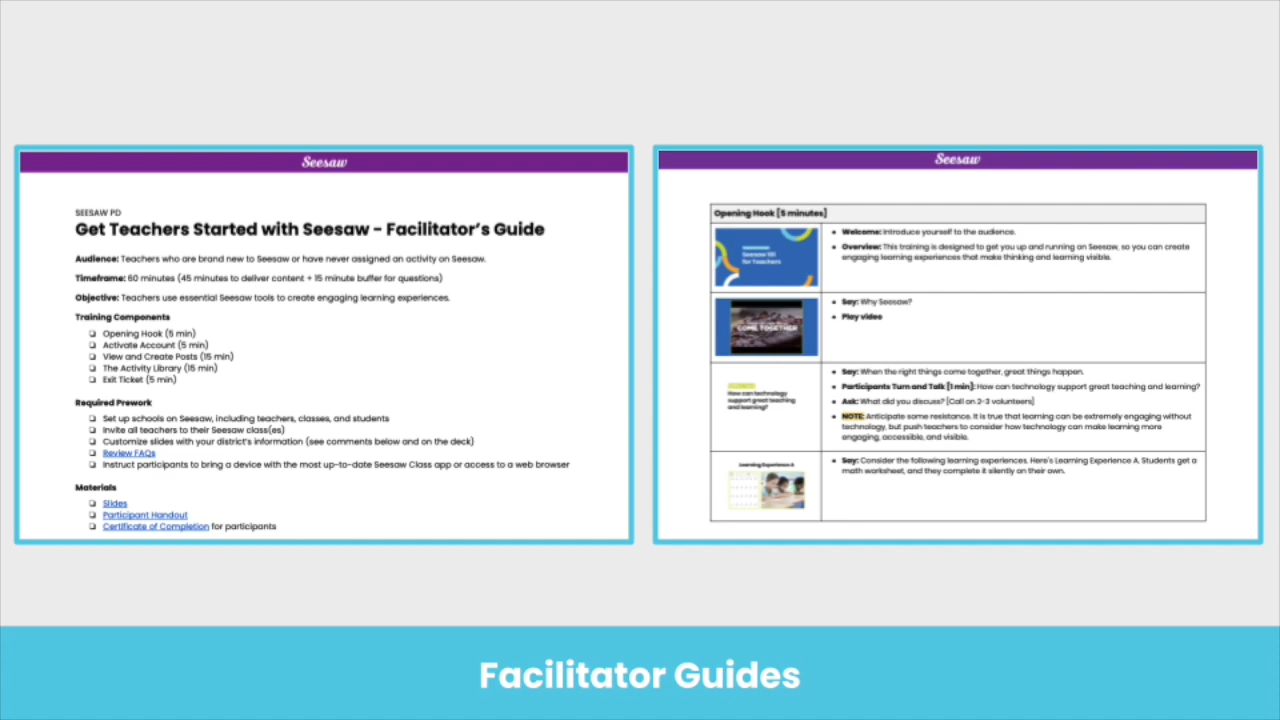 Seesaw
SEESAW PD
Get Teachers Started with Seesaw - Facilitator's Guide
Audience: Teachers who are brand new to Seesaw or have never assigned an activity on Seesaw.
Timeframe: 60 minutes (45 minutes to deliver content + 15 minute buffer for questions)
Objective: Teachers use essential Seesaw tools to create engaging learning experiences.
Training Components
Opening Hook (5 min)
Activate Account (5 min)
View and Create Posts (15 min)
The Activity Library (15 min)
Exit Ticket (5 min)
Required Prework
Set up schools on Seesaw, including teachers, classes, and students
Invite all teachers to their Seesaw class(es)
Customize slides with your district's information (see comments below and on the deck)
Review FAQs
Instruct participants to bring a device with the most up-to-date Seesaw Class app or access to a web browser
Materials
Slides
Participant Handout
Certificate of Completion for participants
Seesaw
Opening Hook [5 minutes]
Seesaw 101
for Teachers
Welcome: Introduce yourself to the audience.
Overview: This training is designed to get you up and running on Seesaw, so you can create
engaging learning experiences that make thinking and learning visible.
COME TOGETHER
Say: Why Seesaw?
Play video
How can technology
support great teaching
and learning?
Say: When the right things come together, great things happen.
Participants Turn and Talk [1 min]: How can technology support great teaching and learning?
Ask: What did you discuss? [Call on 2-3 volunteers]
NOTE: Anticipate some resistance. It is true that learning can be extremely engaging without
technology, but push teachers to consider how technology can make learning more
engaging, accessible, and visible.
Learning Experience A
Say: Consider the following learning experiences. Here's Learning Experience A. Students get a
math worksheet, and they complete it silently on their own.
Facilitator Guides